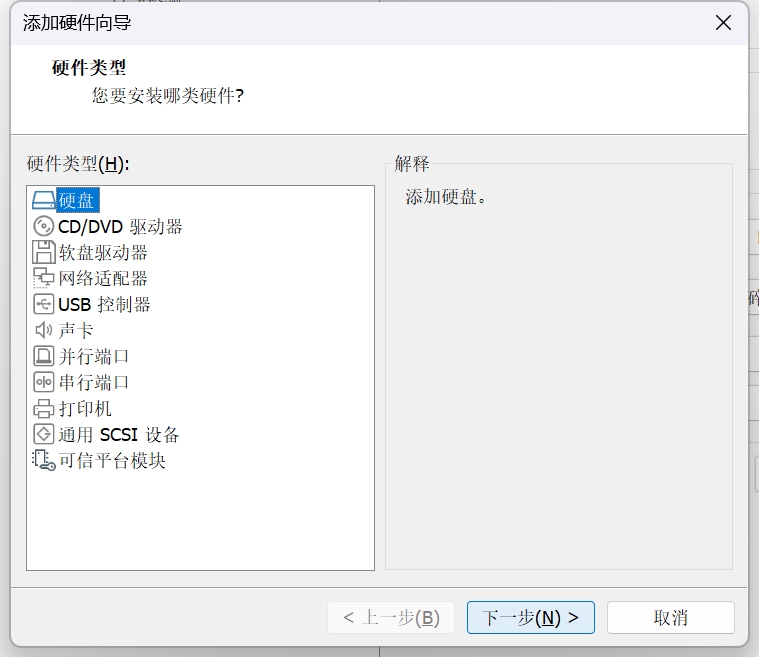 添加硬件向导
硬件类型
您要安装哪类硬件?
硬件类型(H):
硬盘
CD/DVD 驱动器
软盘驱动器
网络适配器
USB 控制器
声卡
并行端口
串行端口
打印机
通用 SCSI 设备
可信平台模块
解释
添加硬盘。
< 上一步(B)
下一步(N) >
取消